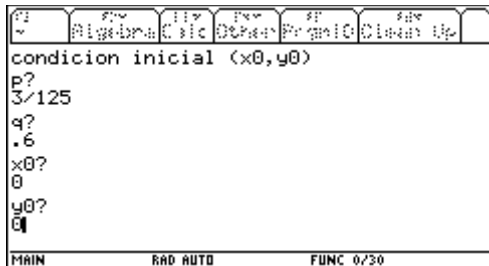 Algebra Calc Other PrgmIO Clean Up
condicion inicial (x0,y0)
p?
3/125
q?
.6
x0?
0
y0?
0
MAIN RAD AUTO FUNC 0/30